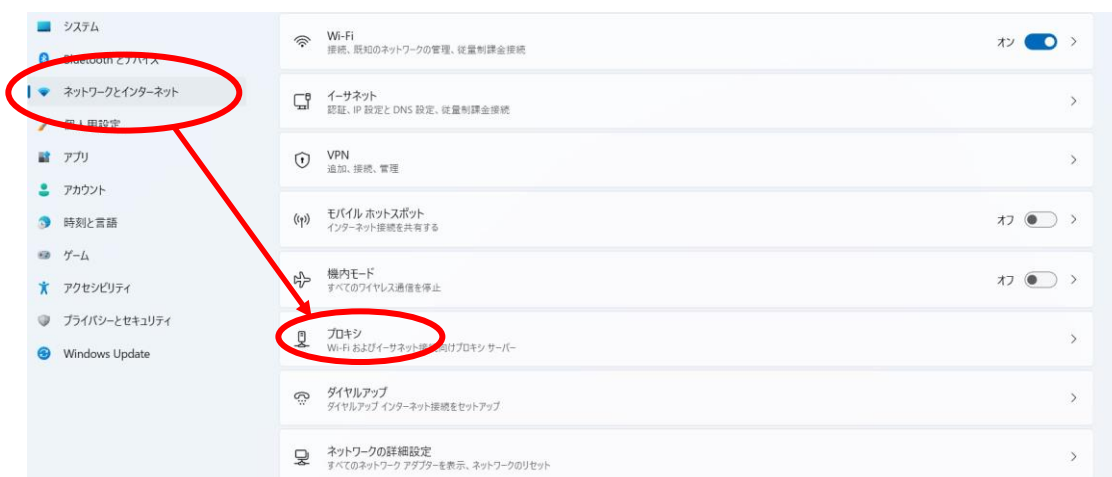 システム
Bluetooth とデバイス
ネットワークとインターネット
個人用設定
アプリ
アカウント
時刻と言語
ゲーム
アクセシビリティ
プライバシーとセキュリティ
Windows Update
Wi-Fi
接続、既知のネットワークの管理、従量制課金接続
オン
イーサネット
認証、IP 設定と DNS 設定、従量制課金接続
VPN
追加、接続、管理
モバイル ホットスポット
インターネット接続を共有する
オフ
機内モード
すべてのワイヤレス通信を停止
オフ
プロキシ
Wi-Fi およびイーサネット接続向けプロキシ サーバー
ダイヤルアップ
ダイヤルアップ インターネット接続をセットアップ
ネットワークの詳細設定
すべてのネットワーク アダプターを表示、ネットワークのリセット